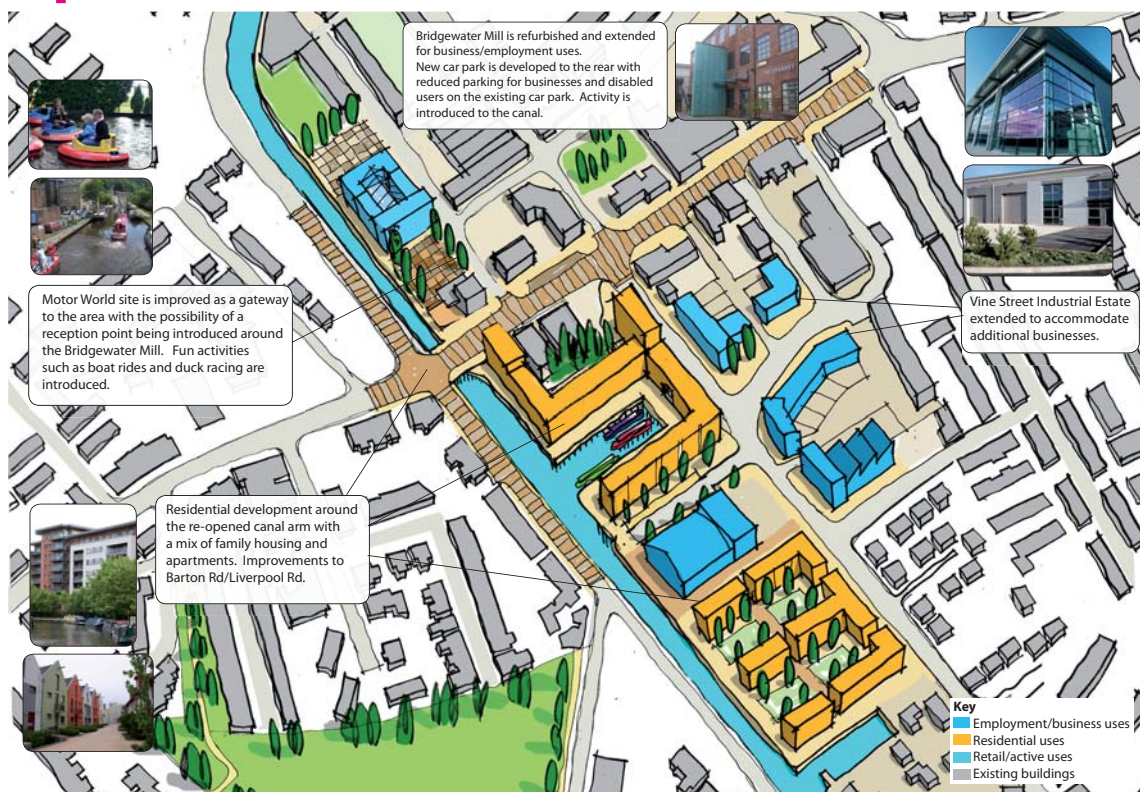 Bridgewater Mill is refurbished and extended
for business/employment uses.
New car park is developed to the rear with
reduced parking for businesses and disabled
users on the existing car park.  Activity is
introduced to the canal.
Motor World site is improved as a gateway
to the area with the possibility of a
reception point being introduced around
the Bridgewater Mill.  Fun activities
such as boat rides and duck racing are
introduced.
Vine Street Industrial Estate
extended to accommodate
additional businesses.
Residential development around
the re-opened canal arm with
a mix of family housing and
apartments.  Improvements to
Barton Rd/Liverpool Rd.
Key
Employment/business uses
Residential uses
Retail/active uses
Existing buildings